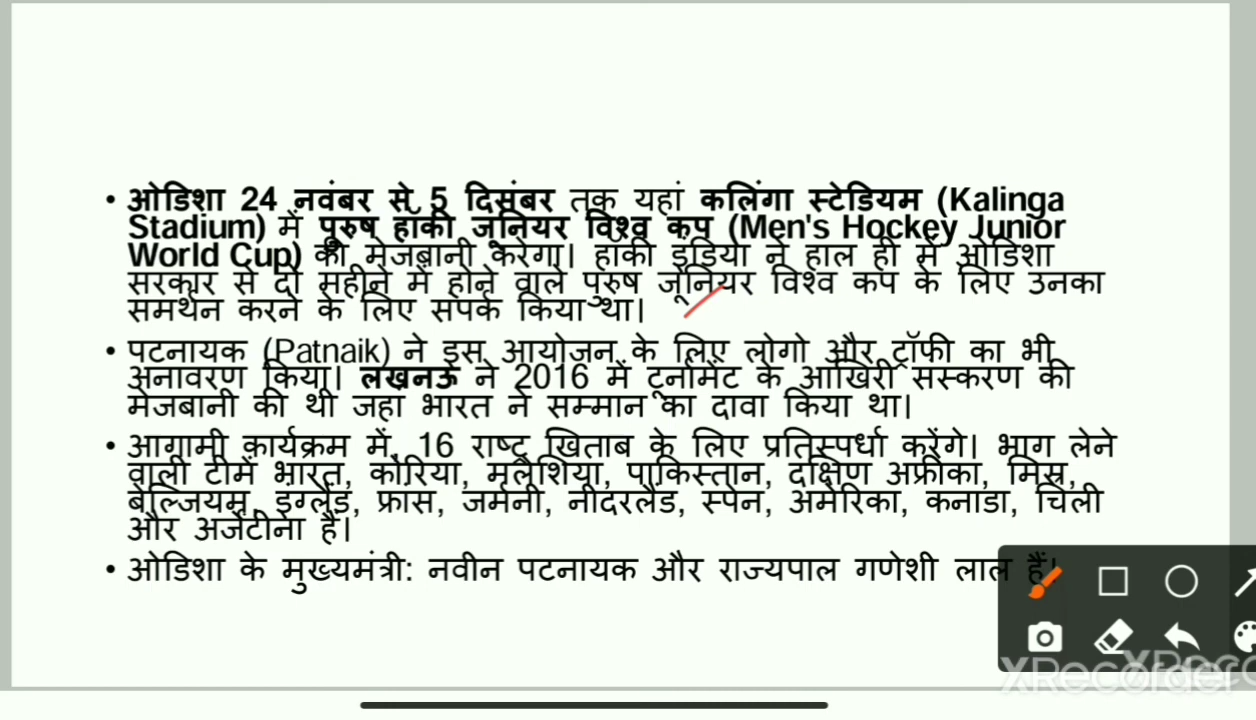 • ओडिशा 24 नवंबर से 5 दिसंबर तक यहां कलिंगा स्टेडियम (Kalinga
Stadium) में पुरुष हॉकी जूनियर विश्व कप (Men's Hockey Junior
World Cup) की मेजबानी करेगा। हॉकी इंडिया ने हाल ही में ओडिशा
सरकार से दो महीने में होने वाले पुरुष जूनियर विश्व कप के लिए उनका
समर्थन करने के लिए संपर्क किया था।
• पटनायक (Patnaik) ने इस आयोजन के लिए लोगो और ट्रॉफी का भी
अनावरण किया। लखनऊ ने 2016 में टूर्नामेंट के आखिरी संस्करण की
मेजबानी की थी जहां भारत ने सम्मान का दावा किया था।
• आगामी कार्यक्रम में, 16 राष्ट्र खिताब के लिए प्रतिस्पर्धा करेंगे। भाग लेने
वाली टीमें भारत, कोरिया, मलेशिया, पाकिस्तान, दक्षिण अफ्रीका, मिस्र,
बेल्जियम, इंग्लैंड, फ्रांस, जर्मनी, नीदरलैंड, स्पेन, अमेरिका, कनाडा, चिली
और अर्जेंटीना हैं।
• ओडिशा के मुख्यमंत्री: नवीन पटनायक और राज्यपाल गणेशी लाल हैं।
XRecorder